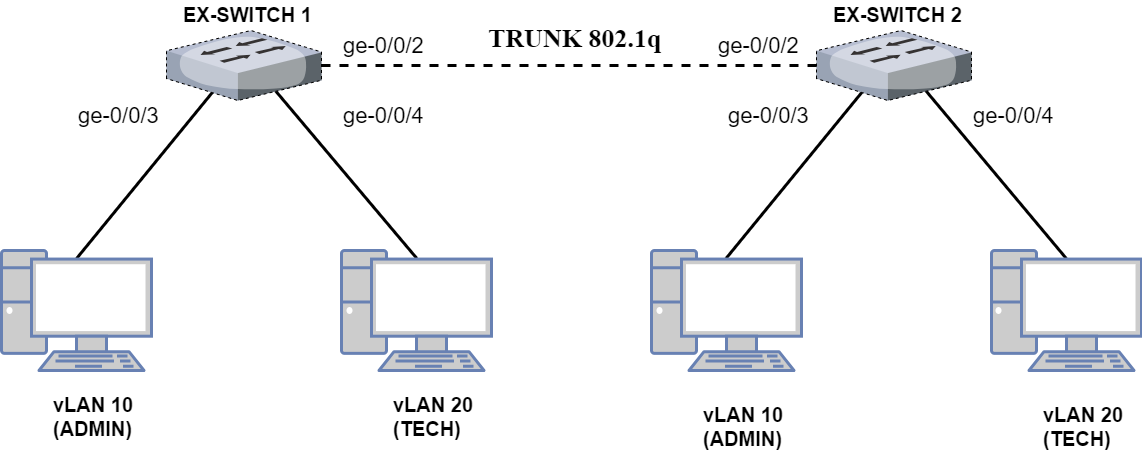 EX-SWITCH 1
EX-SWITCH 2
ge-0/0/2
TRUNK 802.1q
ge-0/0/2
ge-0/0/3
ge-0/0/4
ge-0/0/3
ge-0/0/4
vLAN 10
(ADMIN)
vLAN 20
(TECH)
vLAN 10
(ADMIN)
vLAN 20
(TECH)